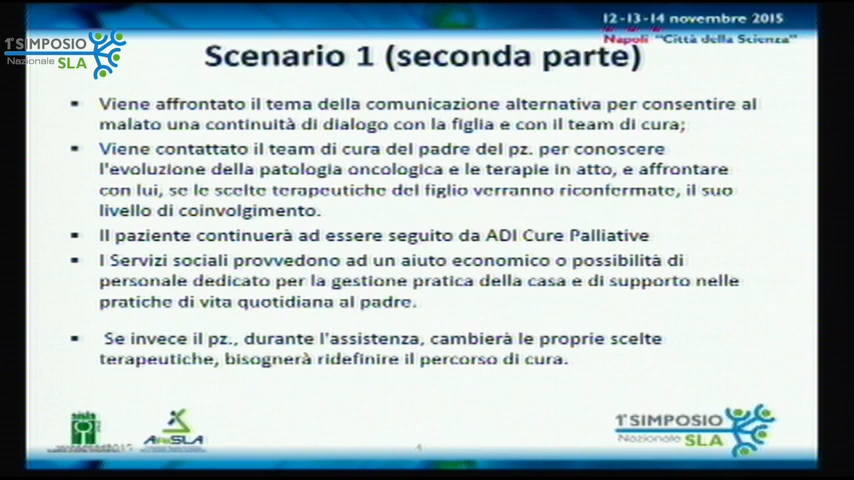 12-13-14 novembre 2015
Napoli "Città della Scienza"
1°SIMPOSIO
Nazionale SLA
Scenario 1 (seconda parte)
▪ Viene affrontato il tema della comunicazione alternativa per consentire al
malato una continuità di dialogo con la figlia e con il team di cura;
▪ Viene contattato il team di cura del padre del pz. per conoscere
l'evoluzione della patologia oncologica e le terapie in atto, e affrontare
con lui, se le scelte terapeutiche del figlio verranno riconfermate, il suo
livello di coinvolgimento.
▪ Il paziente continuerà ad essere seguito da ADI Cure Palliative
▪ I Servizi sociali provvedono ad un aiuto economico o possibilità di
personale dedicato per la gestione pratica della casa e di supporto nelle
pratiche di vita quotidiana al padre.
▪ Se invece il pz., durante l'assistenza, cambierà le proprie scelte
terapeutiche, bisognerà ridefinire il percorso di cura.
AriSLA
4
1°SIMPOSIO
Nazionale SLA